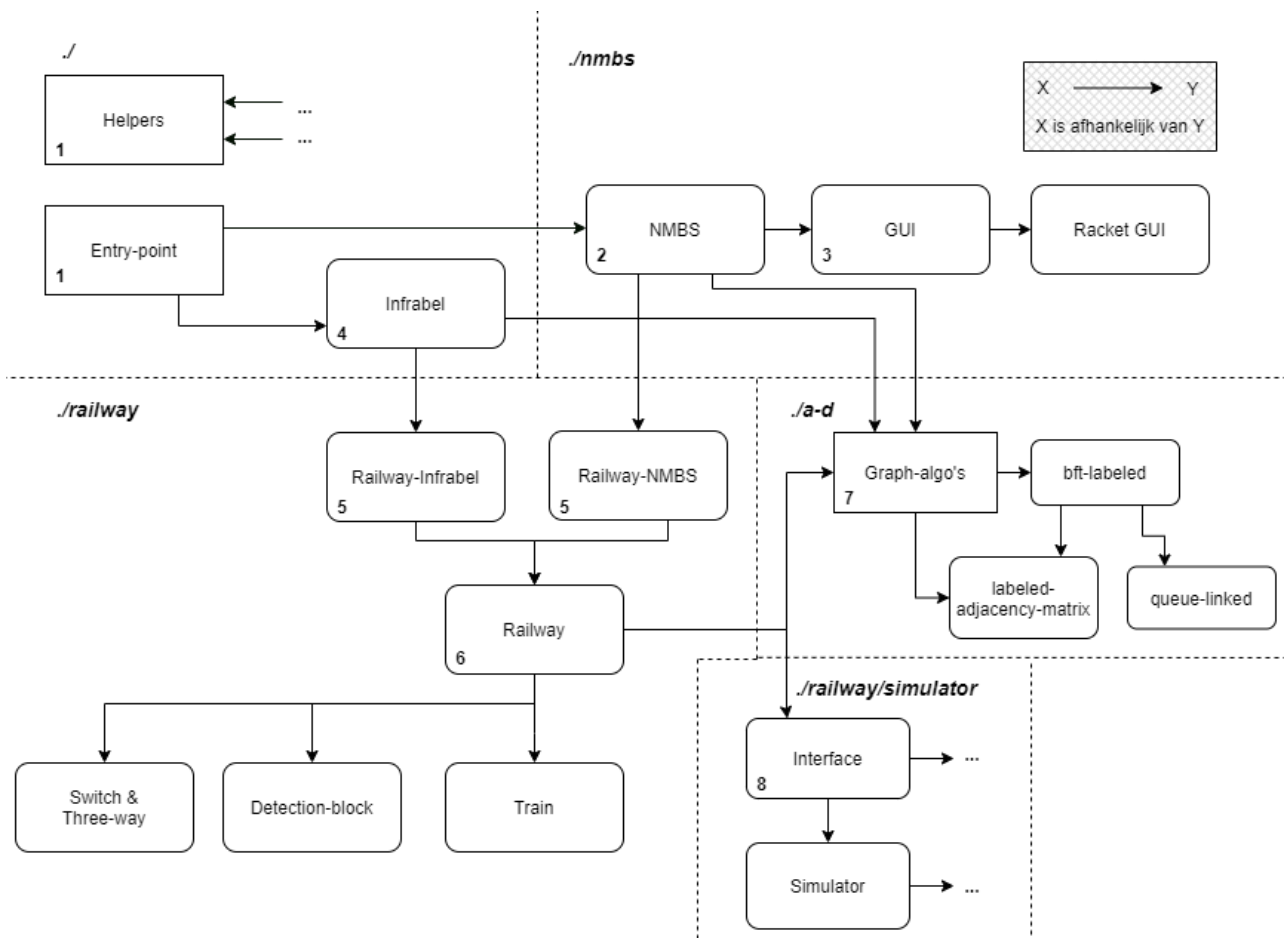 ./
./nmbs
Helpers
1
...
...
X
Y
X is afhankelijk van Y
Entry-point
1
NMBS
2
GUI
3
Racket GUI
Infrabel
4
./railway
./a-d
Railway-Infrabel
5
Railway-NMBS
5
Graph-algo's
7
bft-labeled
labeled-
adjacency-matrix
queue-linked
Railway
6
./railway/simulator
Interface
8
...
Switch &
Three-way
Detection-block
Train
Simulator
...